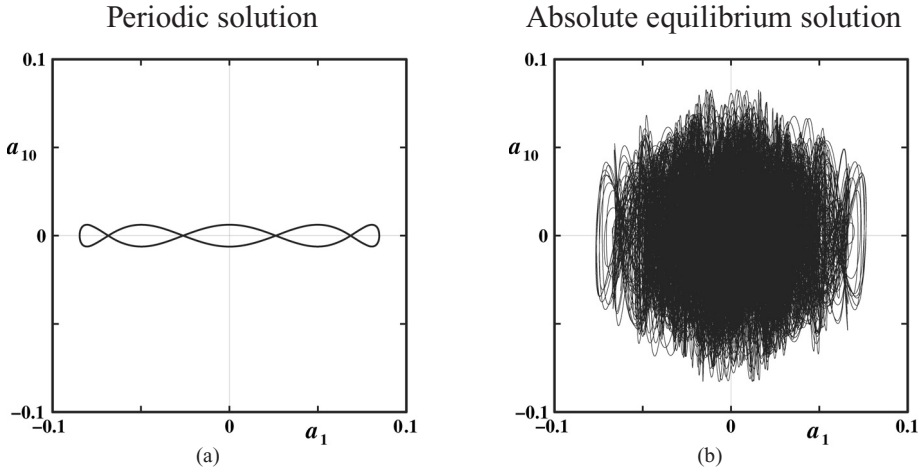 Periodic solution
0.1
a10
0
−0.1
−0.1
0
a1
0.1
(a)
Absolute equilibrium solution
0.1
a10
0
−0.1
−0.1
0
a1
0.1
(b)